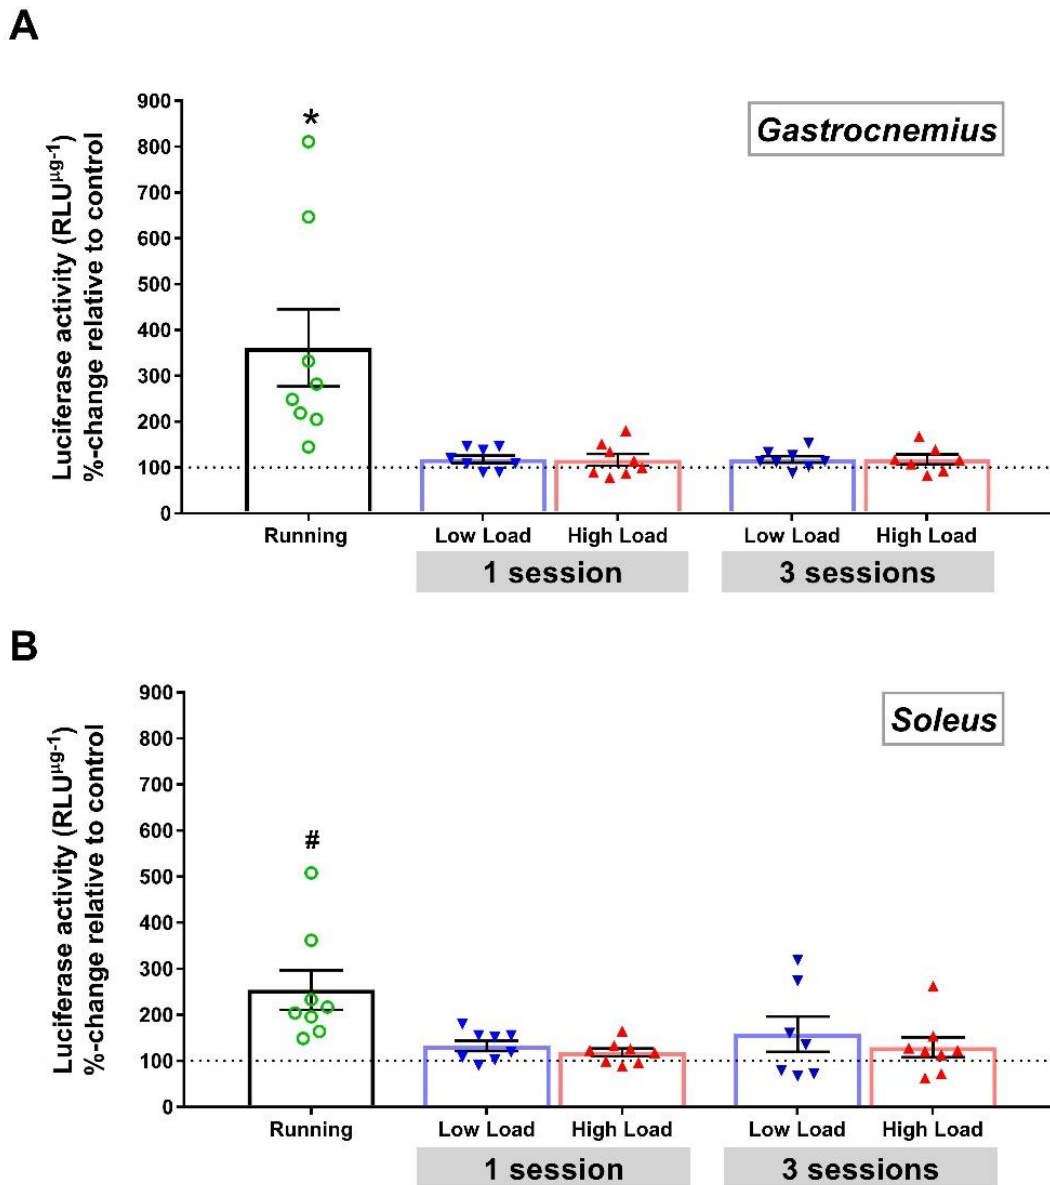 A
Gastrocnemius
Luciferase activity (RLUµg-1)
%-change relative to control
900
800
700
600
500
400
300
200
100
0
*
Running
Low Load
High Load
Low Load
High Load
1 session
3 sessions
B
Soleus
Luciferase activity (RLUµg-1)
%-change relative to control
900
800
700
600
500
400
300
200
100
0
#
Running
Low Load
High Load
Low Load
High Load
1 session
3 sessions